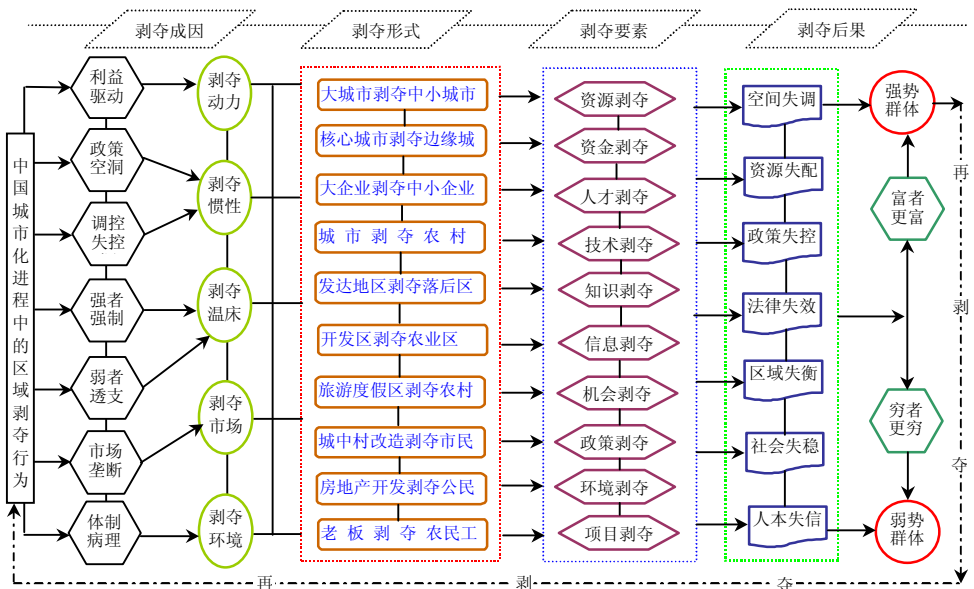 剥夺成因
剥夺形式
剥夺要素
剥夺后果
中国城市化进程中的区域剥夺行为
利益
驱动
政策
空洞
调控
失控
强者
强制
弱者
透支
市场
垄断
体制
病理
剥夺
动力
剥夺
惯性
剥夺
温床
剥夺
市场
剥夺
环境
大城市剥夺中小城市
核心城市剥夺边缘城
大企业剥夺中小企业
城 市 剥 夺 农 村
发达地区剥夺落后区
开发区剥夺农业区
旅游度假区剥夺农村
城中村改造剥夺市民
房地产开发剥夺公民
老 板 剥 夺 农民工
资源剥夺
资金剥夺
人才剥夺
技术剥夺
知识剥夺
信息剥夺
机会剥夺
政策剥夺
环境剥夺
项目剥夺
空间失调
资源失配
政策失控
法律失效
区域失衡
社会失稳
人本失信
强势
群体
富者
更富
穷者
更穷
弱势
群体
再
剥
夺
再 剥 夺